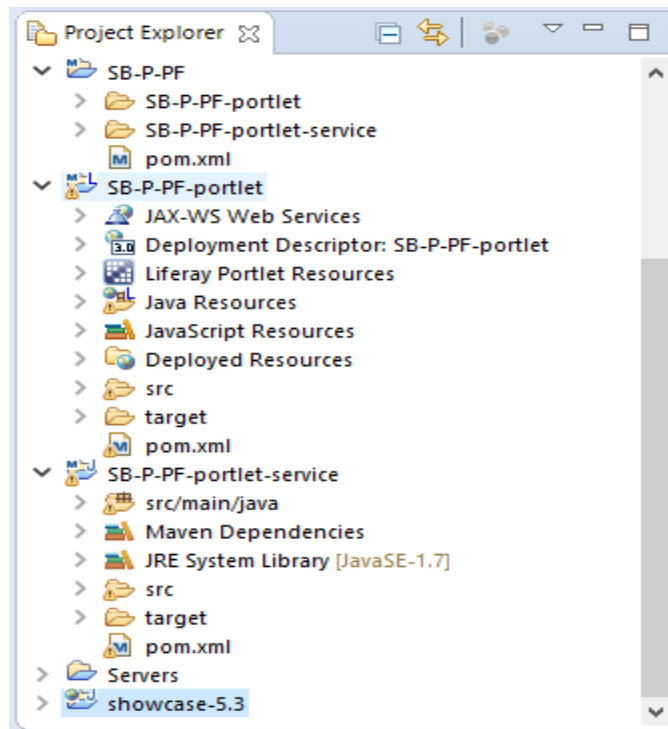 Project Explorer
SB-P-PF
SB-P-PF-portlet
SB-P-PF-portlet-service
pom.xml
SB-P-PF-portlet
JAX-WS Web Services
Deployment Descriptor: SB-P-PF-portlet
Liferay Portlet Resources
Java Resources
JavaScript Resources
Deployed Resources
src
target
pom.xml
SB-P-PF-portlet-service
src/main/java
Maven Dependencies
JRE System Library [JavaSE-1.7]
src
target
pom.xml
Servers
showcase-5.3